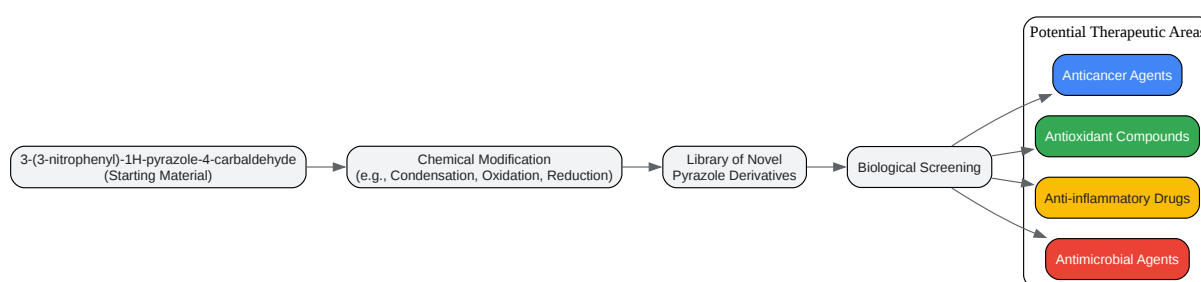 3-(3-nitrophenyl)-1H-pyrazole-4-carbaldehyde
(Starting Material)
Chemical Modification
(e.g., Condensation, Oxidation, Reduction)
Library of Novel
Pyrazole Derivatives
Biological Screening
Potential Therapeutic Areas
Anticancer Agents
Antioxidant Compounds
Anti-inflammatory Drugs
Antimicrobial Agents